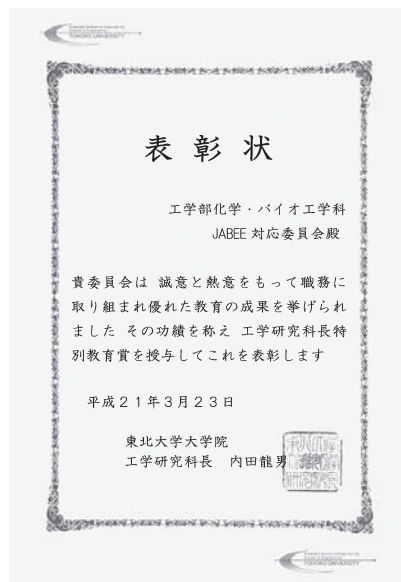 TOHOKU UNIVERSITY
表彰状
工学部化学・バイオ工学科
JABEE 対応委員会殿
貴委員会は 誠意と熱意をもって職務に
取り組まれ優れた教育の成果を挙げられ
ました その功績を称え 工学研究科長特
別教育賞を授与してこれを表彰します
平成２１年３月２３日
東北大学大学院
工学研究科長　内田龍男
TOHOKU UNIVERSITY